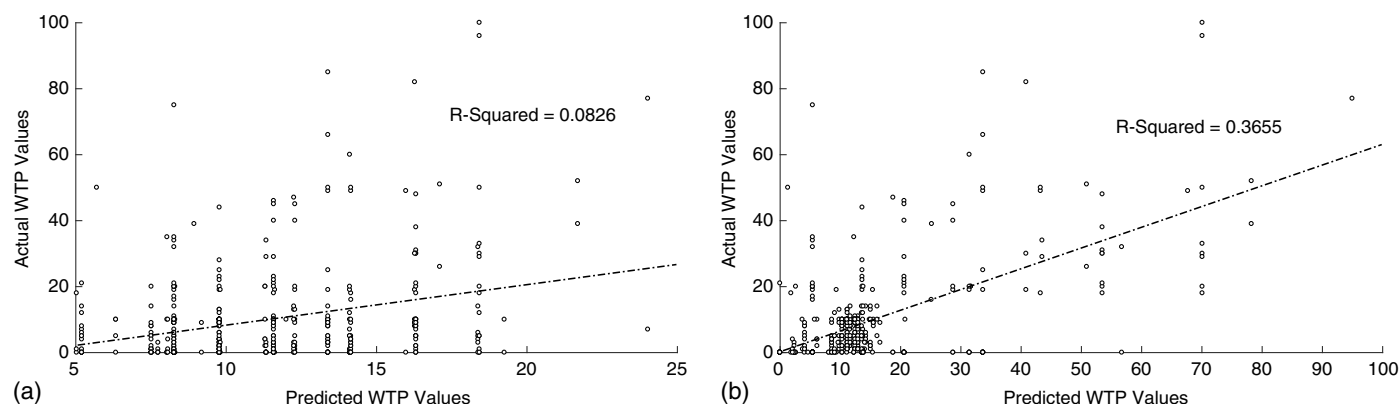 100
80
60
40
20
0
Actual WTP Values
R-Squared = 0.0826
5 10 15 20 25
(a)
Predicted WTP Values
100
80
60
40
20
0
Actual WTP Values
R-Squared = 0.3655
0 10 20 30 40 50 60 70 80 90 100
(b)
Predicted WTP Values